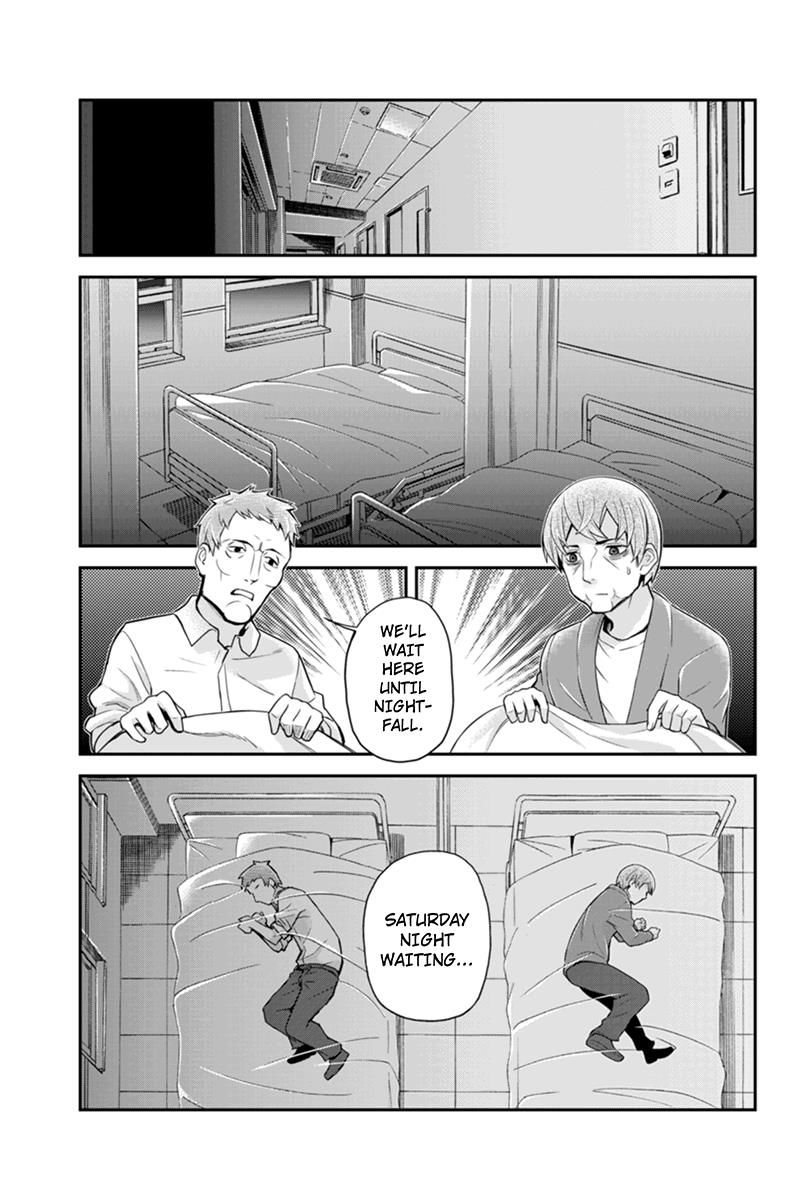 WE'LL
WAIT
HERE
UNTIL
NIGHT-
FALL.
SATURDAY
NIGHT
WAITING...